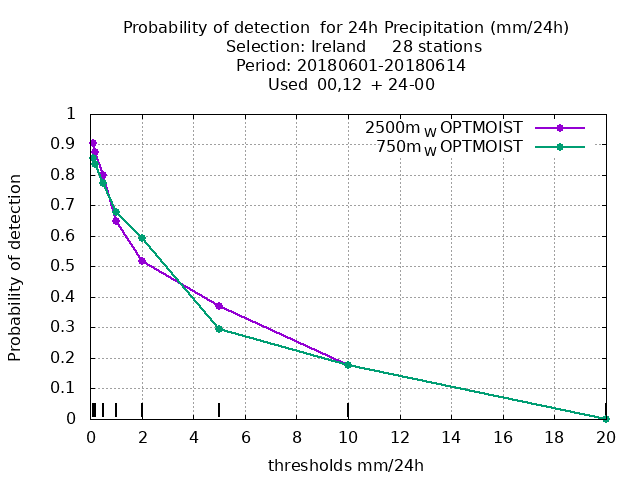 Probability of detection  for 24h Precipitation (mm/24h)
Selection: Ireland     28 stations
Period: 20180601-20180614
Used  00,12  + 24-00
2500m W OPTMOIST
750m W OPTMOIST
Probability of detection
1
0.9
0.8
0.7
0.6
0.5
0.4
0.3
0.2
0.1
0
0 2 4 6 8 10 12 14 16 18 20
thresholds mm/24h